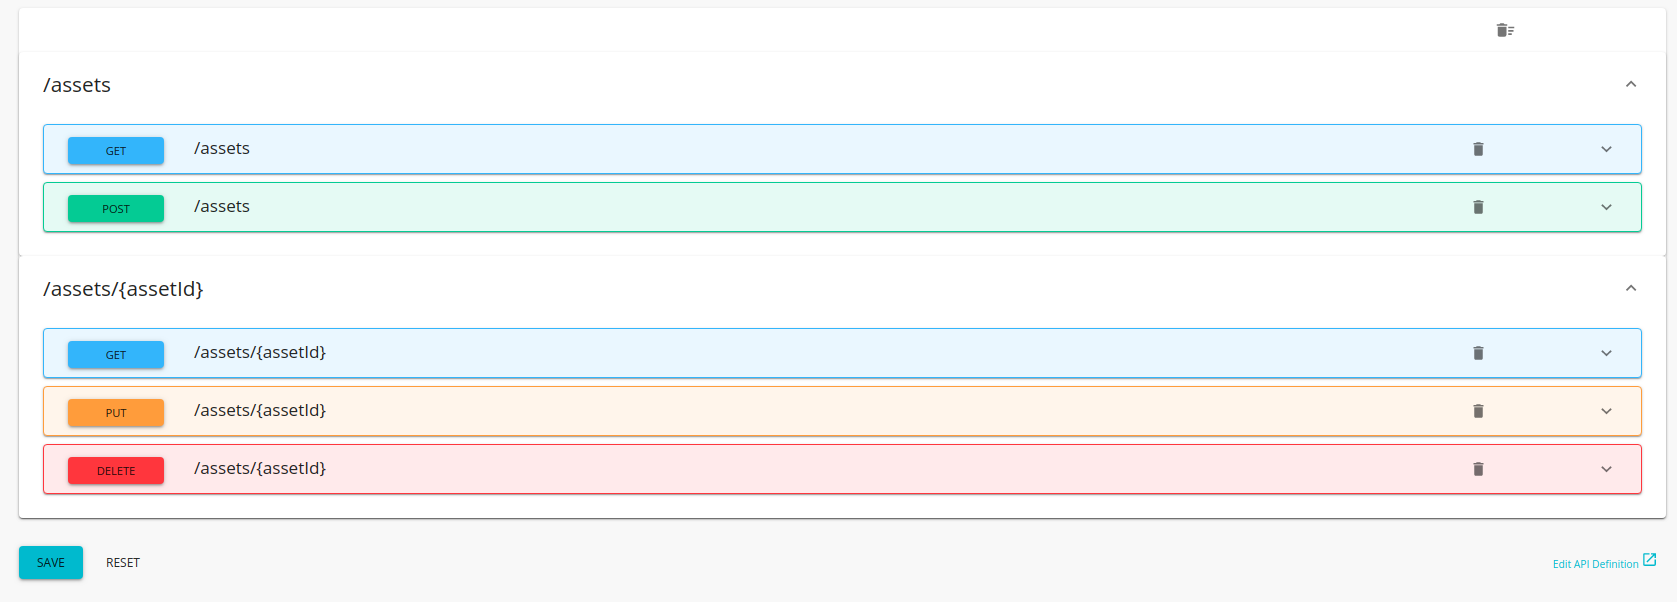 /assets
GET /assets
POST /assets
/assets/{assetId}
GET /assets/{assetId}
PUT /assets/{assetId}
DELETE /assets/{assetId}
SAVE RESET Edit API Definition